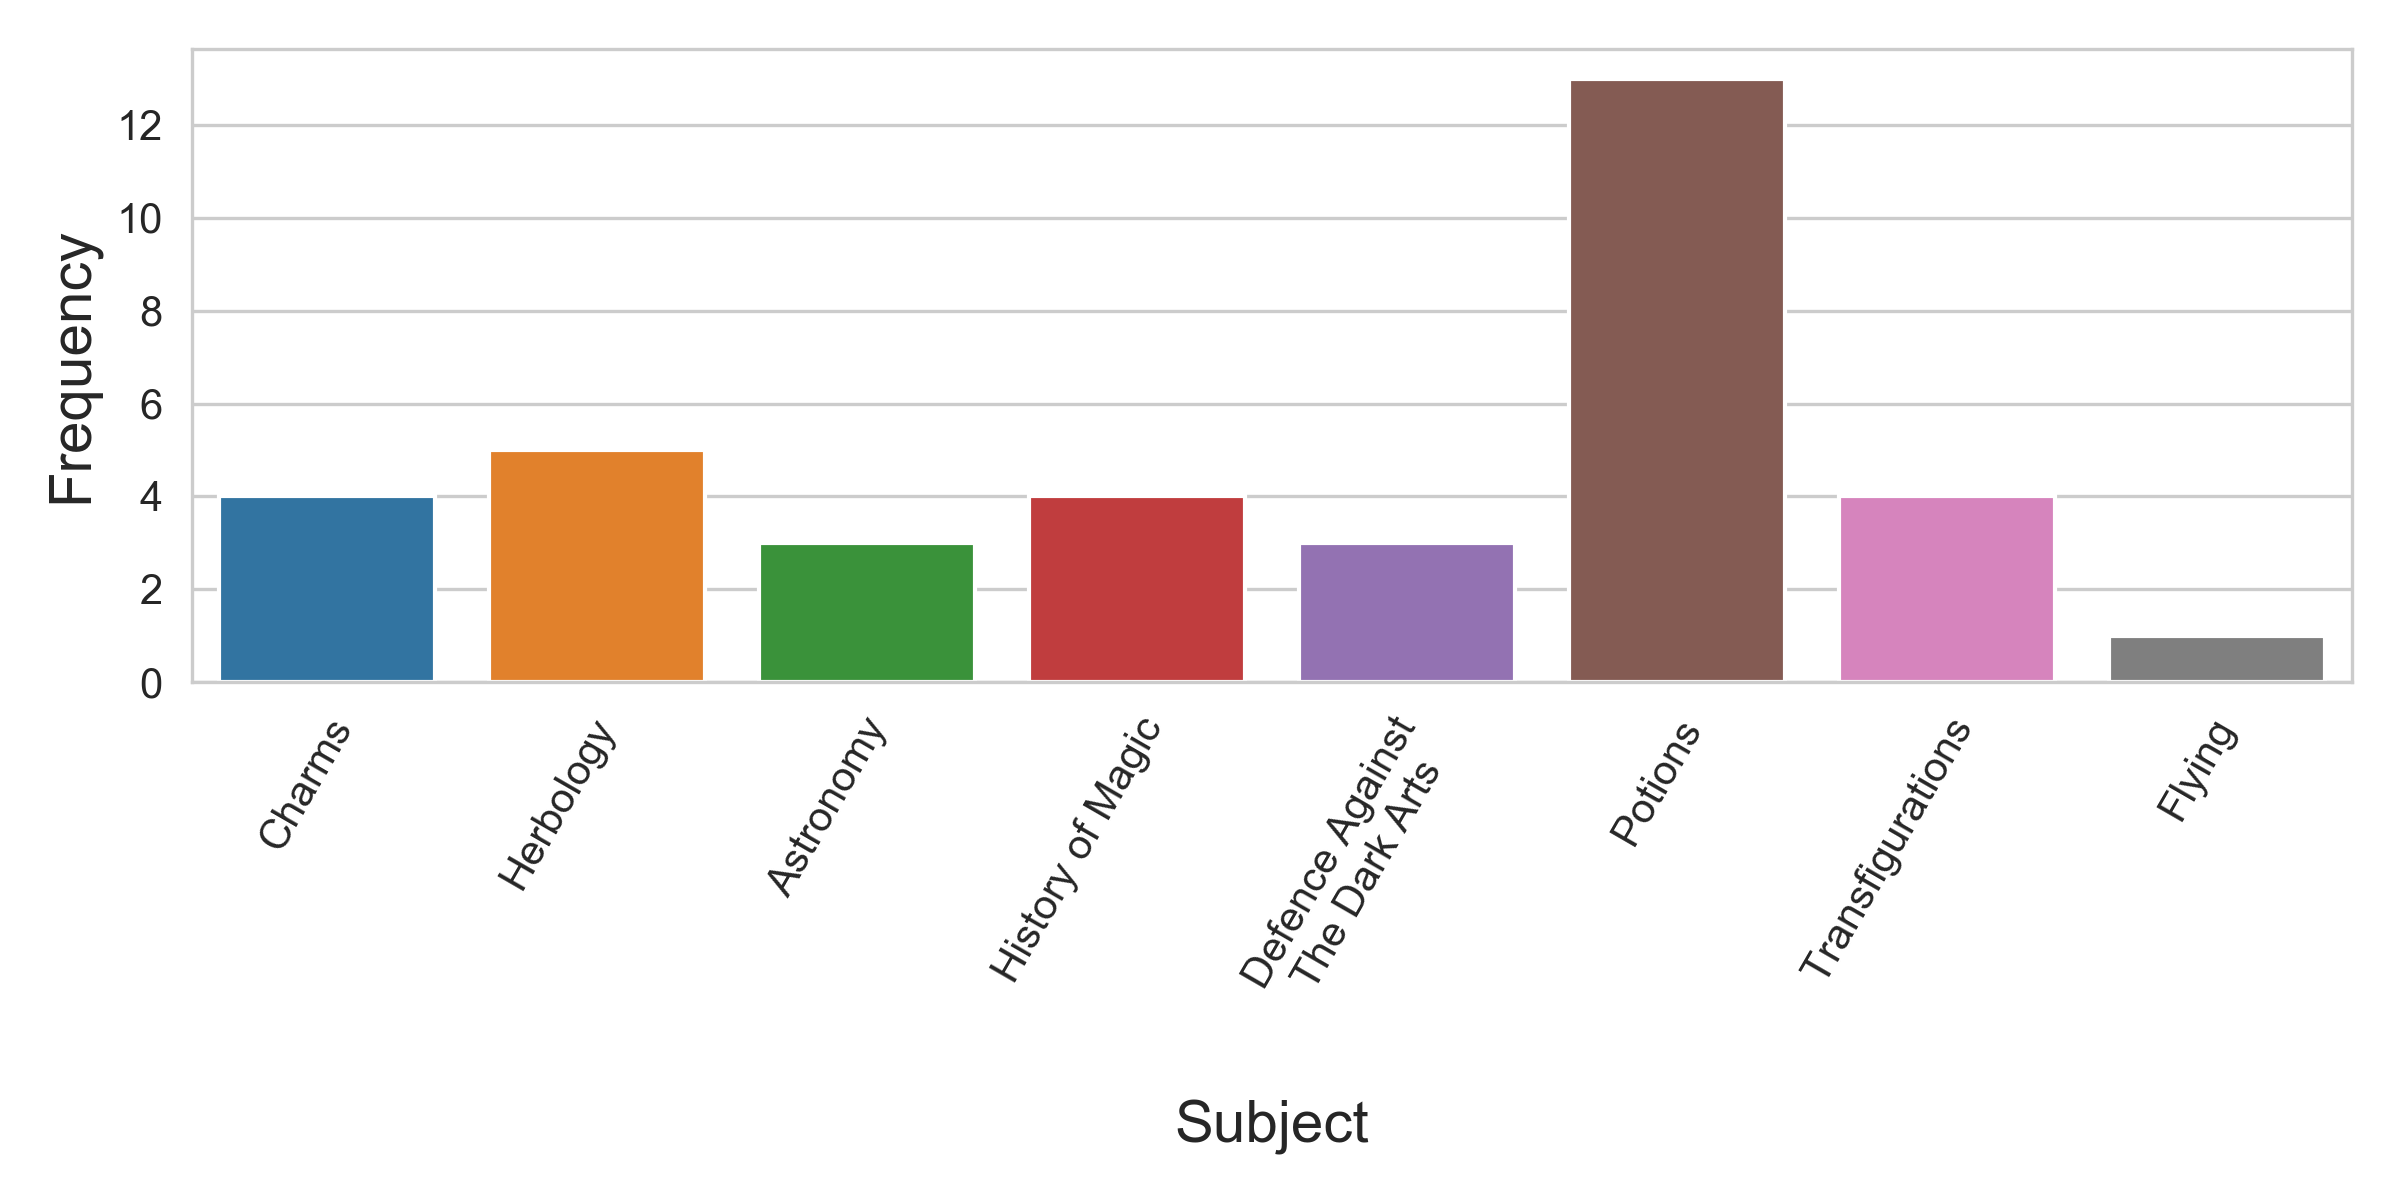 Frequency
12
10
8
6
4
2
0
Charms
Herbology
Astronomy
History of Magic
Defence Against
The Dark Arts
Potions
Transfigurations
Flying
Subject